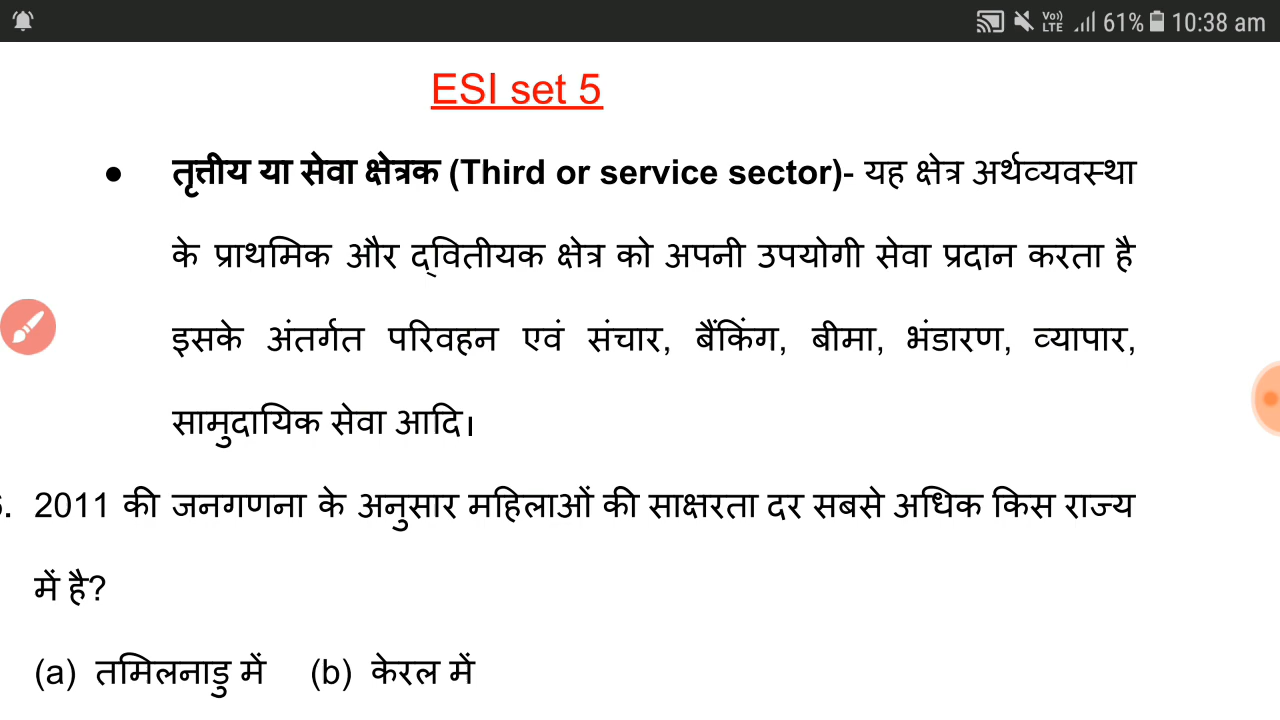 Vo)) LTE 61% 10:38 am
ESI set 5
● तृत्तीय या सेवा क्षेत्रक (Third or service sector)- यह क्षेत्र अर्थव्यवस्था
के प्राथमिक और द्वितीयक क्षेत्र को अपनी उपयोगी सेवा प्रदान करता है
इसके अंतर्गत परिवहन एवं संचार, बैंकिंग, बीमा, भंडारण, व्यापार,
सामुदायिक सेवा आदि।
. 2011 की जनगणना के अनुसार महिलाओं की साक्षरता दर सबसे अधिक किस राज्य
में है?
(a) तमिलनाडु में (b) केरल में